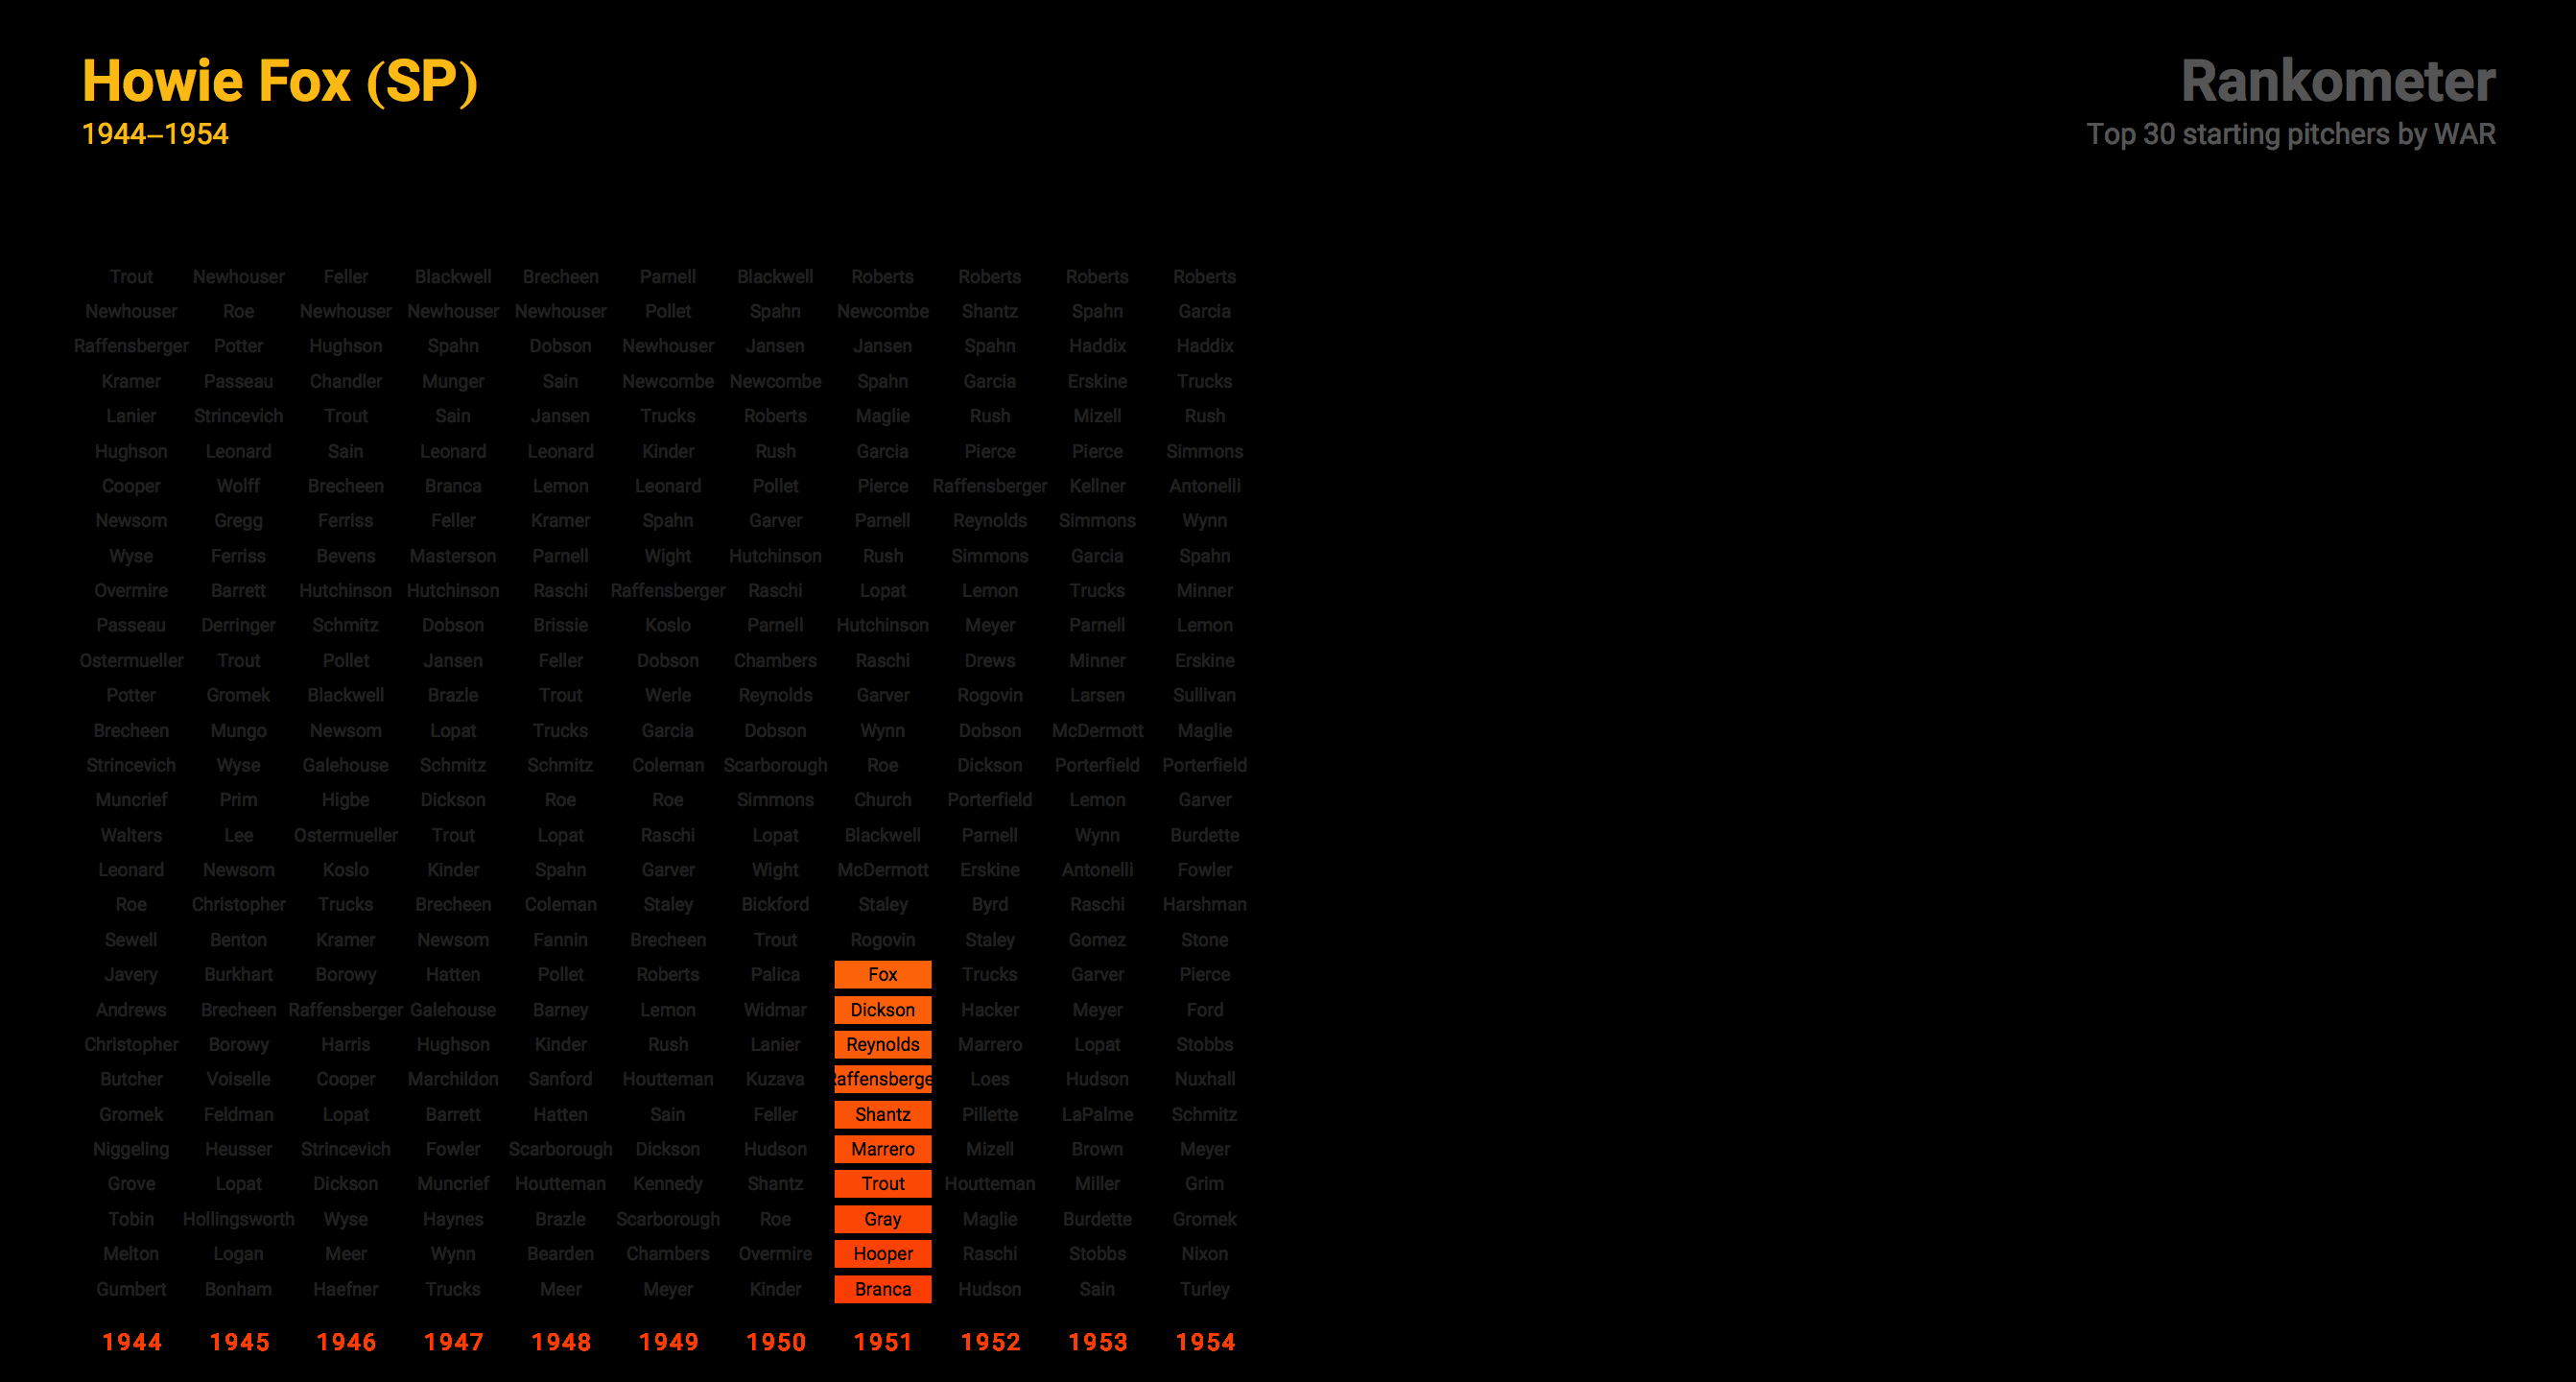 Howie Fox (SP)
1944–1954
Rankometer
Top 30 starting pitchers by WAR
Trout Newhouser Feller Blackwell Brecheen Parnell Blackwell Roberts Roberts Roberts Roberts
Newhouser Roe Newhouser Newhouser Newhouser Pollet Spahn Newcombe Shantz Spahn Garcia
Raffensberger Potter Hughson Spahn Dobson Newhouser Jansen Jansen Spahn Haddix Haddix
Kramer Passeau Chandler Munger Sain Newcombe Newcombe Spahn Garcia Erskine Trucks
Lanier Strincevich Trout Sain Jansen Trucks Roberts Maglie Rush Mizell Rush
Hughson Leonard Sain Leonard Leonard Kinder Rush Garcia Pierce Pierce Simmons
Cooper Wolff Brecheen Branca Lemon Leonard Pollet Pierce Raffensberger Kellner Antonelli
Newsom Gregg Ferriss Feller Kramer Spahn Garver Parnell Reynolds Simmons Wynn
Wyse Ferriss Bevens Masterson Parnell Wight Hutchinson Rush Simmons Garcia Spahn
Overmire Barrett Hutchinson Hutchinson Raschi Raffensberger Raschi Lopat Lemon Trucks Minner
Passeau Derringer Schmitz Dobson Brissie Koslo Parnell Hutchinson Meyer Parnell Lemon
Ostermueller Trout Pollet Jansen Feller Dobson Chambers Raschi Drews Minner Erskine
Potter Gromek Blackwell Brazle Trout Werle Reynolds Garver Rogovin Larsen Sullivan
Brecheen Mungo Newsom Lopat Trucks Garcia Dobson Wynn Dobson McDermott Maglie
Strincevich Wyse Galehouse Schmitz Schmitz Coleman Scarborough Roe Dickson Porterfield Porterfield
Muncrief Prim Higbe Dickson Roe Roe Simmons Church Porterfield Lemon Garver
Walters Lee Ostermueller Trout Lopat Raschi Lopat Blackwell Parnell Wynn Burdette
Leonard Newsom Koslo Kinder Spahn Garver Wight McDermott Erskine Antonelli Fowler
Roe Christopher Trucks Brecheen Coleman Staley Bickford Staley Byrd Raschi Harshman
Sewell Benton Kramer Newsom Fannin Brecheen Trout Rogovin Staley Gomez Stone
Javery Burkhart Borowy Hatten Pollet Roberts Palica Fox Trucks Garver Pierce
Andrews Brecheen Raffensberger Galehouse Barney Lemon Widmar Dickson Hacker Meyer Ford
Christopher Borowy Harris Hughson Kinder Rush Lanier Reynolds Marrero Lopat Stobbs
Butcher Voiselle Cooper Marchildon Sanford Houtteman Kuzava Raffensberge Loes Hudson Nuxhall
Gromek Feldman Lopat Barrett Hatten Sain Feller Shantz Pillette LaPalme Schmitz
Niggeling Heusser Strincevich Fowler Scarborough Dickson Hudson Marrero Mizell Brown Meyer
Grove Lopat Dickson Muncrief Houtteman Kennedy Shantz Trout Houtteman Miller Grim
Tobin Hollingsworth Wyse Haynes Brazle Scarborough Roe Gray Maglie Burdette Gromek
Melton Logan Meer Wynn Bearden Chambers Overmire Hooper Raschi Stobbs Nixon
Gumbert Bonham Haefner Trucks Meer Meyer Kinder Branca Hudson Sain Turley
1944 1945 1946 1947 1948 1949 1950 1951 1952 1953 1954